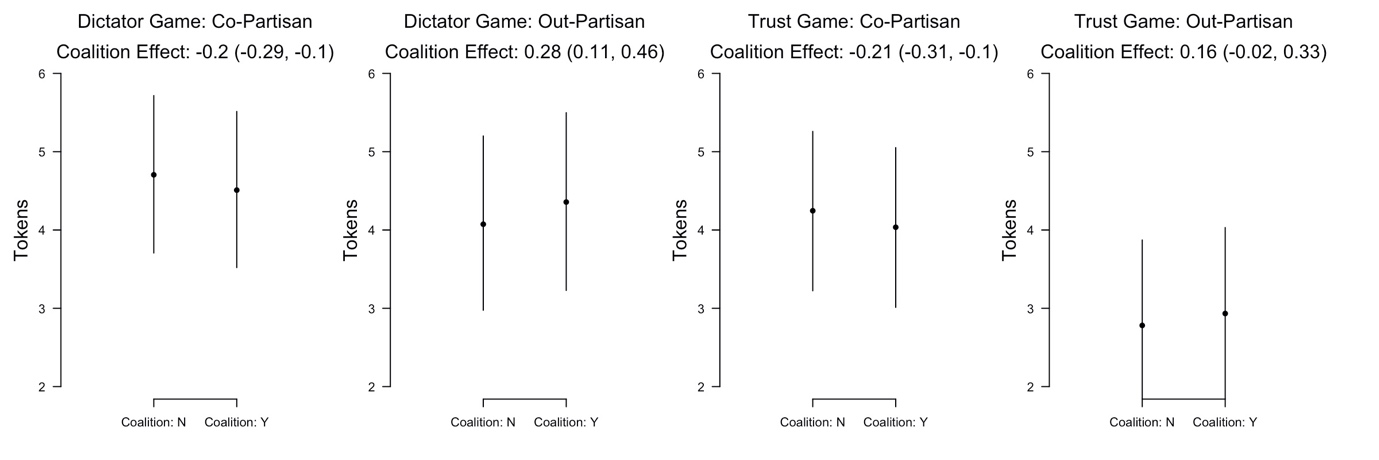 Dictator Game: Co-Partisan
Coalition Effect: -0.2 (-0.29, -0.1)
6
5
4
3
2
Tokens
Coalition: N
Coalition: Y
Dictator Game: Out-Partisan
Coalition Effect: 0.28 (0.11, 0.46)
6
5
4
3
2
Tokens
Coalition: N
Coalition: Y
Trust Game: Co-Partisan
Coalition Effect: -0.21 (-0.31, -0.1)
6
5
4
3
2
Tokens
Coalition: N
Coalition: Y
Trust Game: Out-Partisan
Coalition Effect: 0.16 (-0.02, 0.33)
6
5
4
3
2
Tokens
Coalition: N
Coalition: Y